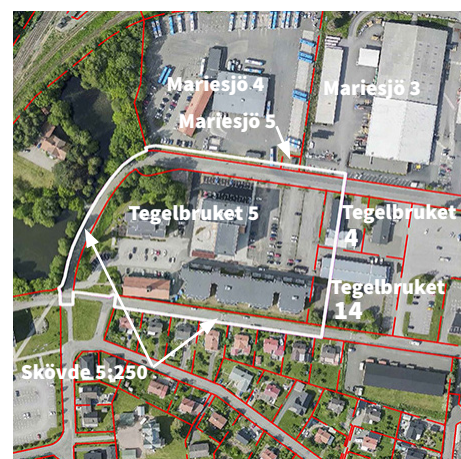 Mariesjö 4
Mariesjö 3
Mariesjö 5
Tegelbruket 5
Tegelbruket
4
Tegelbruket
14
Skövde 5:250